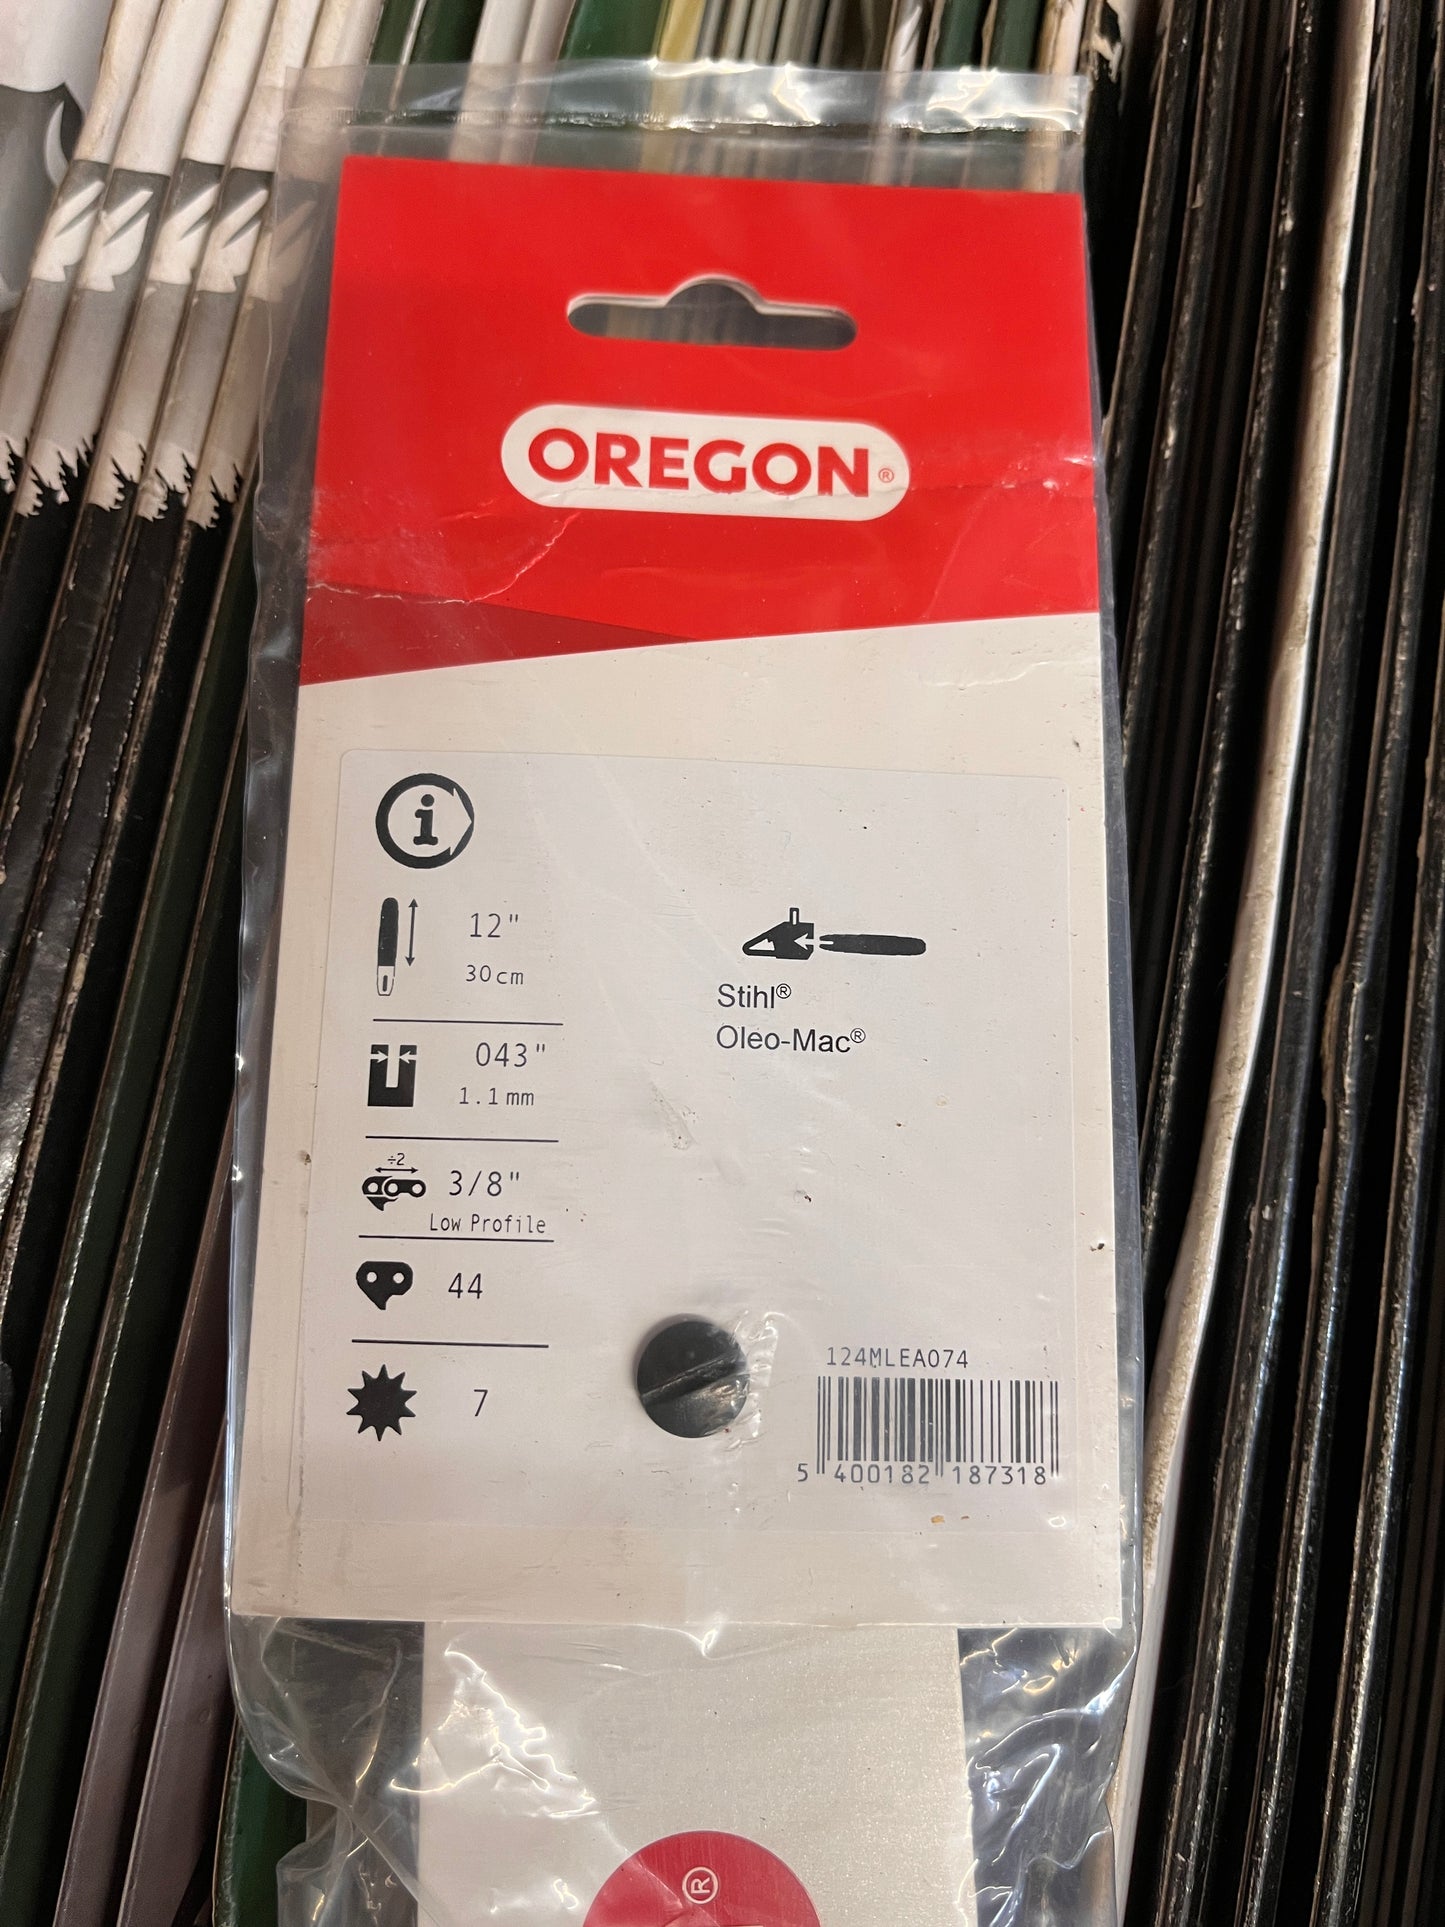 OREGON®
i
12"
30cm
043"
1.1mm
÷2
3/8"
Low Profile
44
7
Stihl®
Oleo-Mac®
124MLEA074
5 400182 187318
®